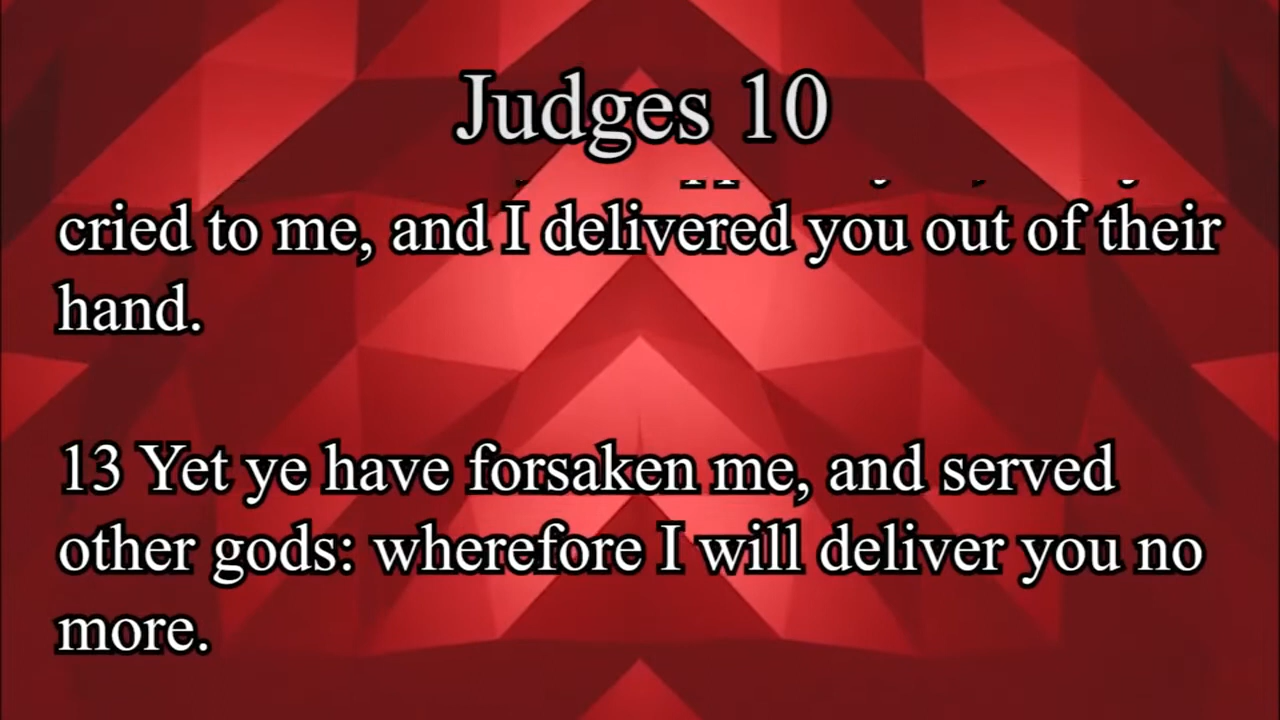 Judges 10
cried to me, and I delivered you out of their
hand.
13 Yet ye have forsaken me, and served
other gods: wherefore I will deliver you no
more.